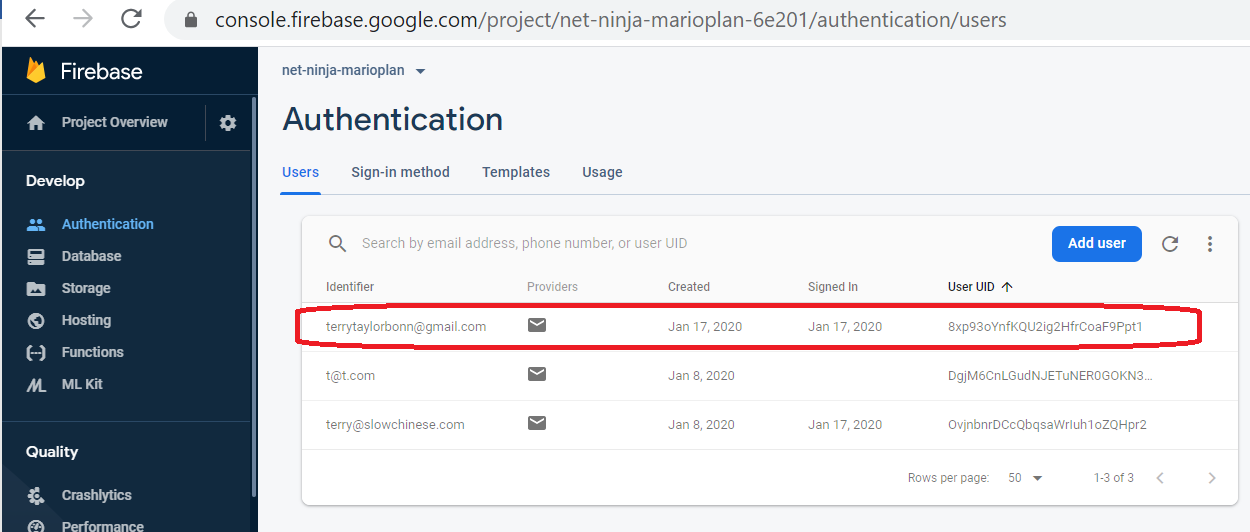 console.firebase.google.com/project/net-ninja-marioplan-6e201/authentication/users
Firebase
Project Overview
Develop
Authentication
Database
Storage
Hosting
Functions
ML Kit
Quality
Crashlytics
Performance
net-ninja-marioplan
Authentication
Users Sign-in method Templates Usage
Search by email address, phone number, or user UID
Add user
Identifier Providers Created Signed In User UID
terrytaylorbonn@gmail.com Jan 17, 2020 Jan 17, 2020 8xp93oYnfKQU2ig2HfrCoaF9Ppt1
t@t.com Jan 8, 2020 DgjM6CnLGudNJETuNER0GOKN3...
terry@slowchinese.com Jan 8, 2020 Jan 17, 2020 OvjnbnrDCcQbqsaWrIuh1oZQHpr2
Rows per page: 50 1-3 of 3